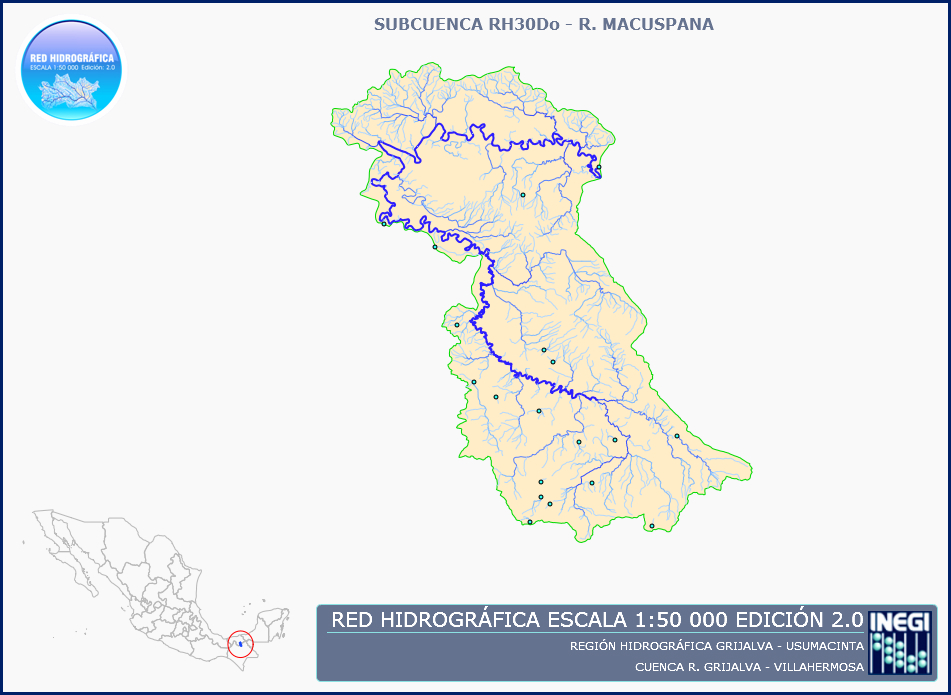 SUBCUENCA RH30Do - R. MACUSPANA
RED HIDROGRÁFICA
ESCALA 1:50 000 Edición: 2.0
RED HIDROGRÁFICA ESCALA 1:50 000 EDICIÓN 2.0
REGIÓN HIDROGRÁFICA GRIJALVA - USUMACINTA
CUENCA R. GRIJALVA - VILLAHERMOSA
INEGI